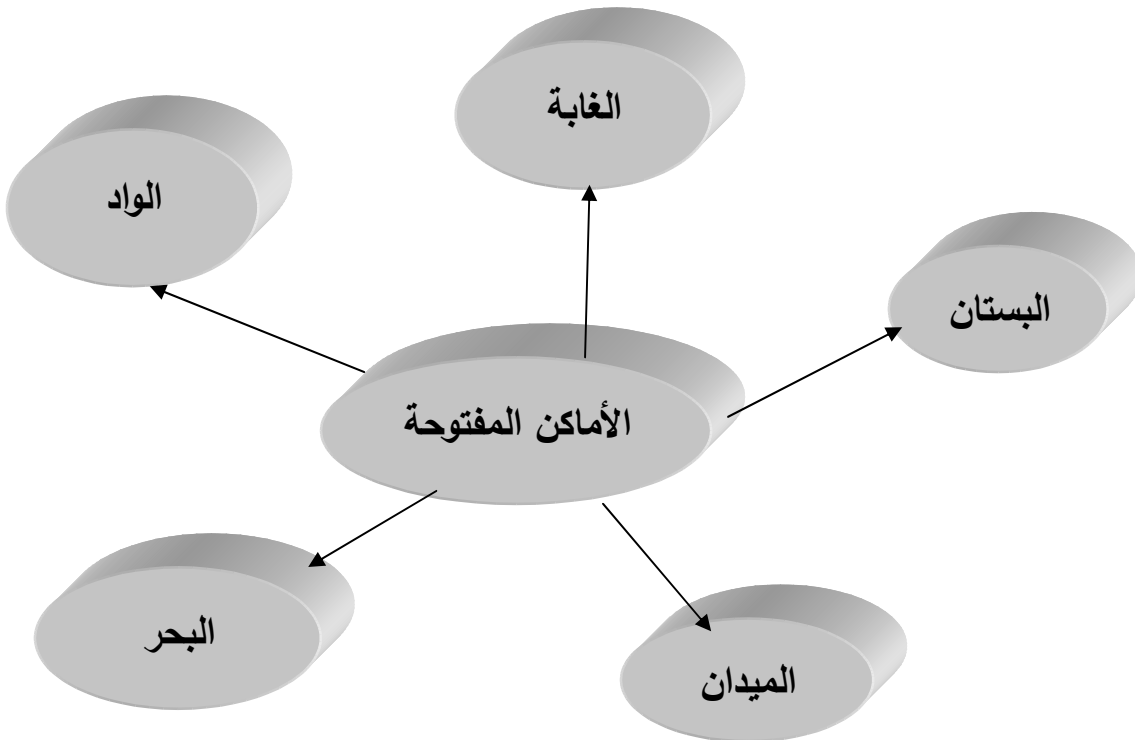 الغابة
الواد
البستان
الأماكن المفتوحة
البحر
الميدان